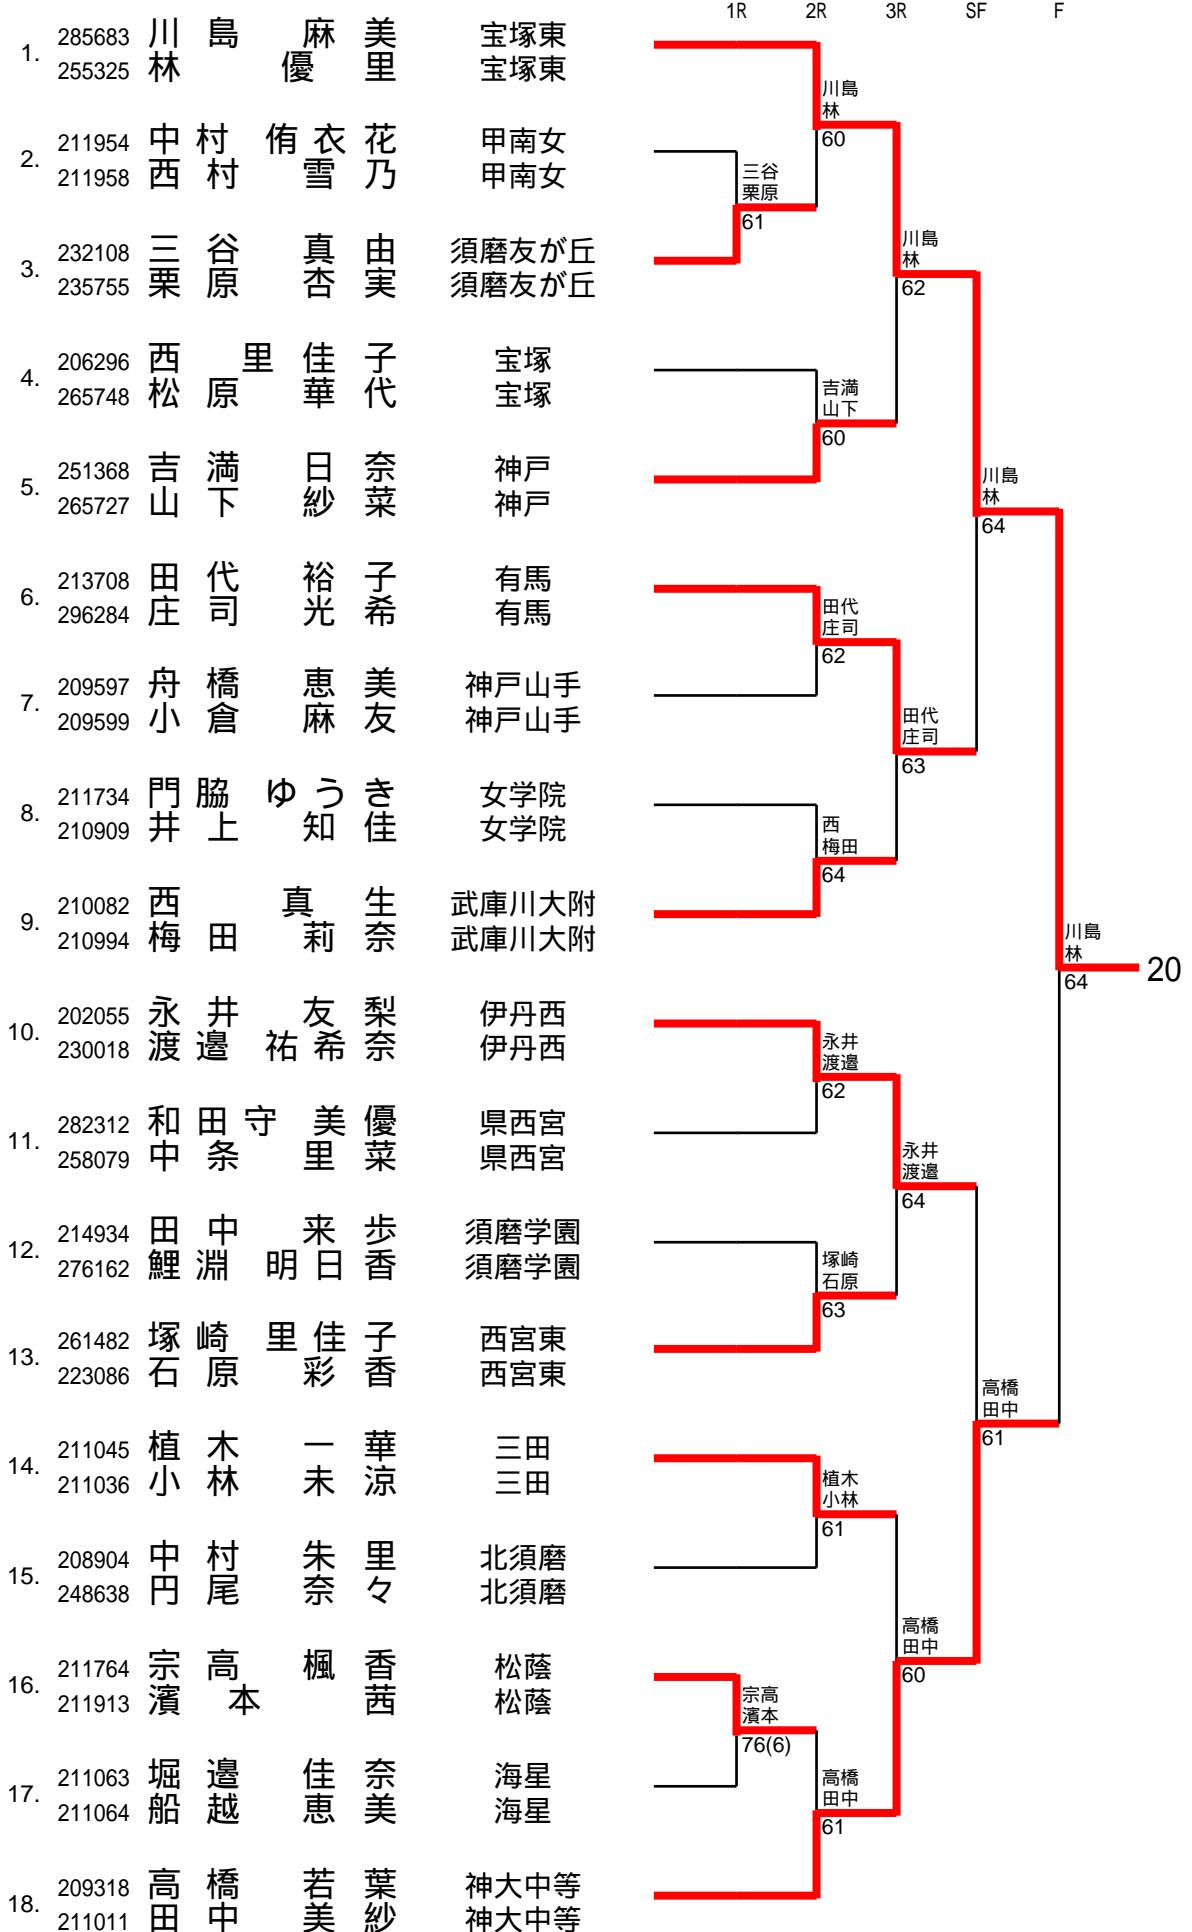 1R 2R 3R SF F
1. 285683 川島 麻美 宝塚東
255325 林 優里 宝塚東
川島
林
60
2. 211954 中村 侑衣花 甲南女
211958 西村 雪乃 甲南女
三谷
栗原
61
3. 232108 三谷 真由 須磨友が丘
235755 栗原 杏実 須磨友が丘
川島
林
62
4. 206296 西 里佳子 宝塚
265748 松原 華代 宝塚
吉満
山下
60
5. 251368 吉満 日奈 神戸
265727 山下 紗菜 神戸
川島
林
64
6. 213708 田代 裕子 有馬
296284 庄司 光希 有馬
田代
庄司
62
7. 209597 舟橋 恵美 神戸山手
209599 小倉 麻友 神戸山手
田代
庄司
63
8. 211734 門脇 ゆうき 女学院
210909 井上 知佳 女学院
西
梅田
64
9. 210082 西 真生 武庫川大附
210994 梅田 莉奈 武庫川大附
川島
林
64
20
10. 202055 永井 友梨 伊丹西
230018 渡邉 祐希奈 伊丹西
永井
渡邉
62
11. 282312 和田守 美優 県西宮
258079 中条 里菜 県西宮
永井
渡邉
64
12. 214934 田中 来歩 須磨学園
276162 鯉淵 明日香 須磨学園
塚崎
石原
63
13. 261482 塚崎 里佳子 西宮東
223086 石原 彩香 西宮東
高橋
田中
61
14. 211045 植木 一華 三田
211036 小林 未涼 三田
植木
小林
61
15. 208904 中村 朱里 北須磨
248638 円尾 奈々 北須磨
高橋
田中
60
16. 211764 宗高 楓香 松蔭
211913 濱本 茜 松蔭
宗高
濱本
76(6)
17. 211063 堀邉 佳奈 海星
211064 船越 恵美 海星
高橋
田中
61
18. 209318 高橋 若葉 神大中等
211011 田中 美紗 神大中等